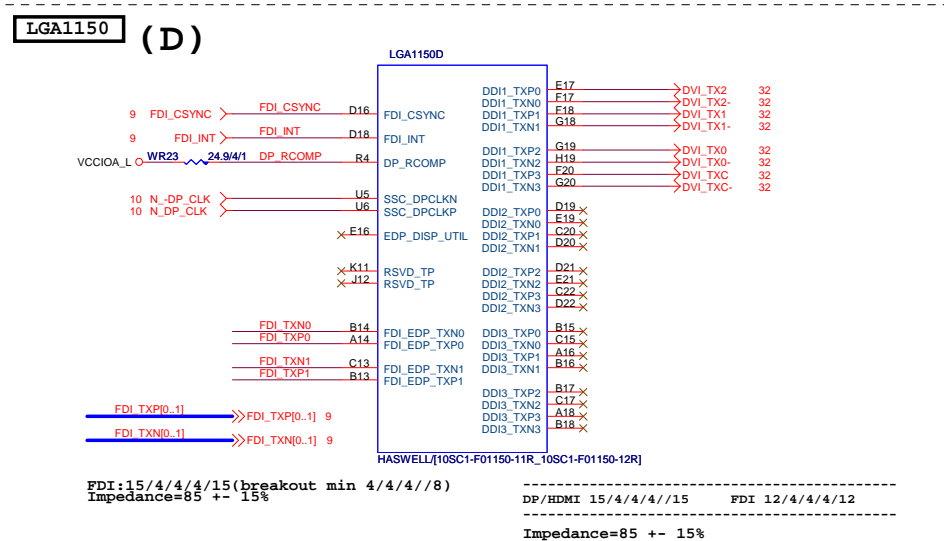 LGA1150 (D)
LGA1150D
9 FDI_CSYNC FDI_CSYNC D16 FDI_CSYNC
9 FDI_INT FDI_INT D18 FDI_INT
VCCIOA_L WR23 24.9/4/1 DP_RCOMP R4 DP_RCOMP
10 N_-DP_CLK U5 SSC_DPCLKN
10 N_DP_CLK U6 SSC_DPCLKP
E16 EDP_DISP_UTIL
K11 RSVD_TP
J12 RSVD_TP
FDI_TXN0 B14 FDI_EDP_TXN0
FDI_TXP0 A14 FDI_EDP_TXP0
FDI_TXN1 C13 FDI_EDP_TXN1
FDI_TXP1 B13 FDI_EDP_TXP1
FDI_TXP[0..1] FDI_TXP[0..1] 9
FDI_TXN[0..1] FDI_TXN[0..1] 9
DDI1_TXP0 E17 DVI_TX2 32
DDI1_TXN0 F17 DVI_TX2- 32
DDI1_TXP1 F18 DVI_TX1 32
DDI1_TXN1 G18 DVI_TX1- 32
DDI1_TXP2 G19 DVI_TX0 32
DDI1_TXN2 H19 DVI_TX0- 32
DDI1_TXP3 F20 DVI_TXC 32
DDI1_TXN3 G20 DVI_TXC- 32
DDI2_TXP0 D19
DDI2_TXN0 E19
DDI2_TXP1 C20
DDI2_TXN1 D20
DDI2_TXP2 D21
DDI2_TXN2 E21
DDI2_TXP3 C22
DDI2_TXN3 D22
DDI3_TXP0 B15
DDI3_TXN0 C15
DDI3_TXP1 A16
DDI3_TXN1 B16
DDI3_TXP2 B17
DDI3_TXN2 C17
DDI3_TXP3 A18
DDI3_TXN3 B18
HASWELL/[10SC1-F01150-11R_10SC1-F01150-12R]
FDI:15/4/4/4/15(breakout min 4/4/4//8)
Impedance=85 +- 15%
DP/HDMI 15/4/4/4//15 FDI 12/4/4/4/12
Impedance=85 +- 15%